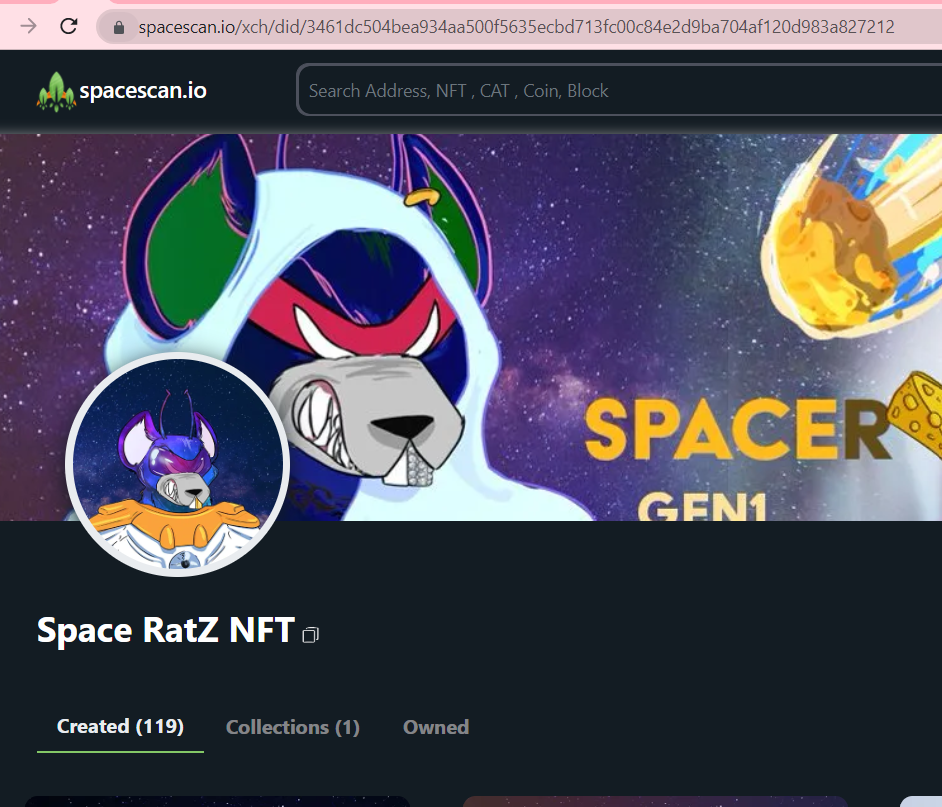 spacescan.io/xch/did/3461dc504bea934aa500f5635ecbd713fc00c84e2d9ba704af120d983a827212
spacescan.io
Search Address, NFT , CAT , Coin, Block
SPACER
GEN1
Space RatZ NFT
Created (119) Collections (1) Owned